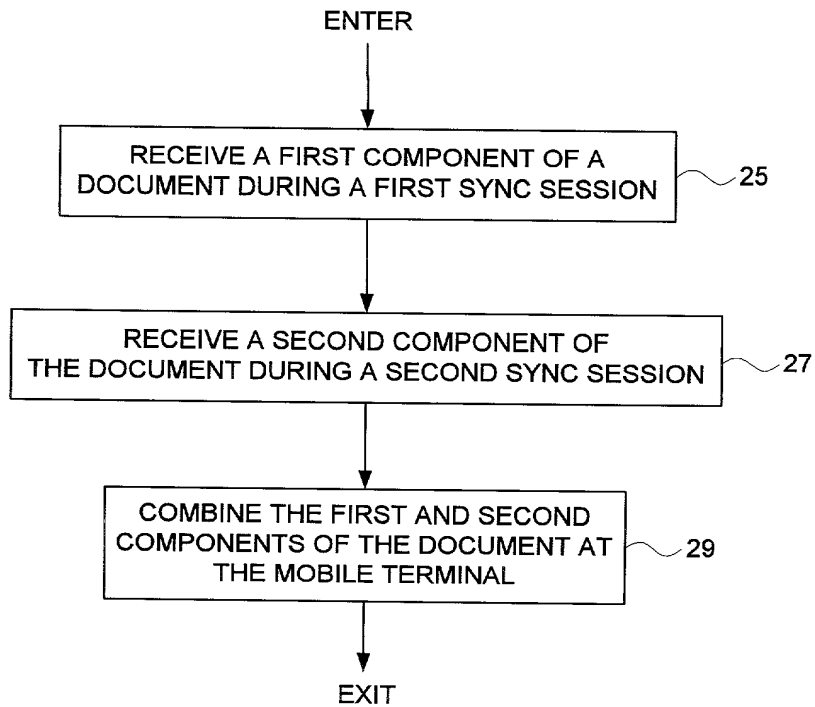 ENTER
RECEIVE A FIRST COMPONENT OF A
DOCUMENT DURING A FIRST SYNC SESSION
25
RECEIVE A SECOND COMPONENT OF
THE DOCUMENT DURING A SECOND SYNC SESSION
27
COMBINE THE FIRST AND SECOND
COMPONENTS OF THE DOCUMENT AT
THE MOBILE TERMINAL
29
EXIT